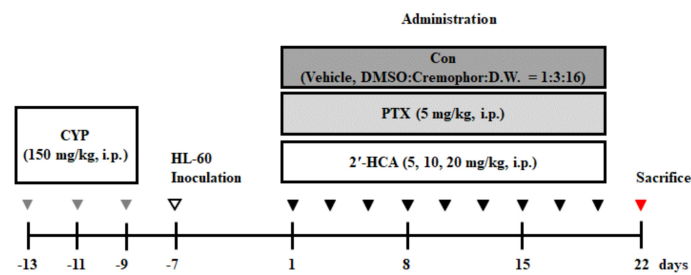 Administration
Con
(Vehicle, DMSO:Cremophor:D.W. = 1:3:16)
PTX (5 mg/kg, i.p.)
2′-HCA (5, 10, 20 mg/kg, i.p.)
CYP
(150 mg/kg, i.p.)
HL-60
Inoculation
Sacrifice
-13 -11 -9 -7 1 8 15 22 days